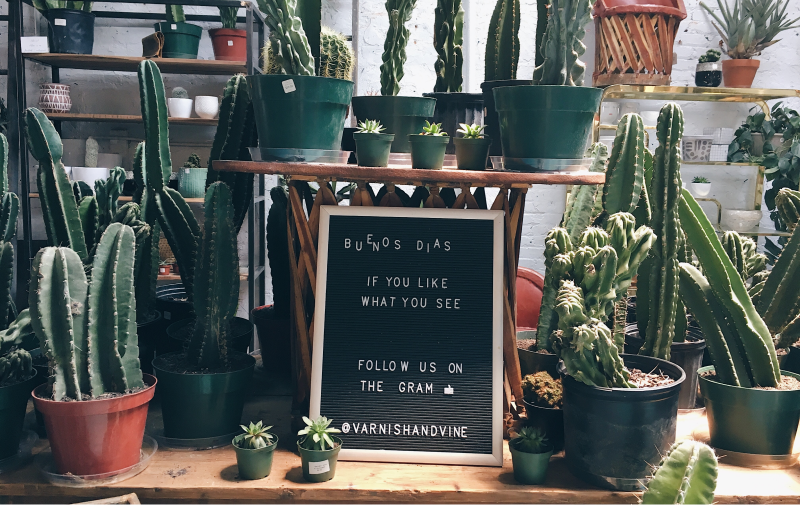 BUENOS DIAS
IF YOU LIKE
WHAT YOU SEE
FOLLOW US ON
THE GRAM 👍
@VARNISHANDVINE